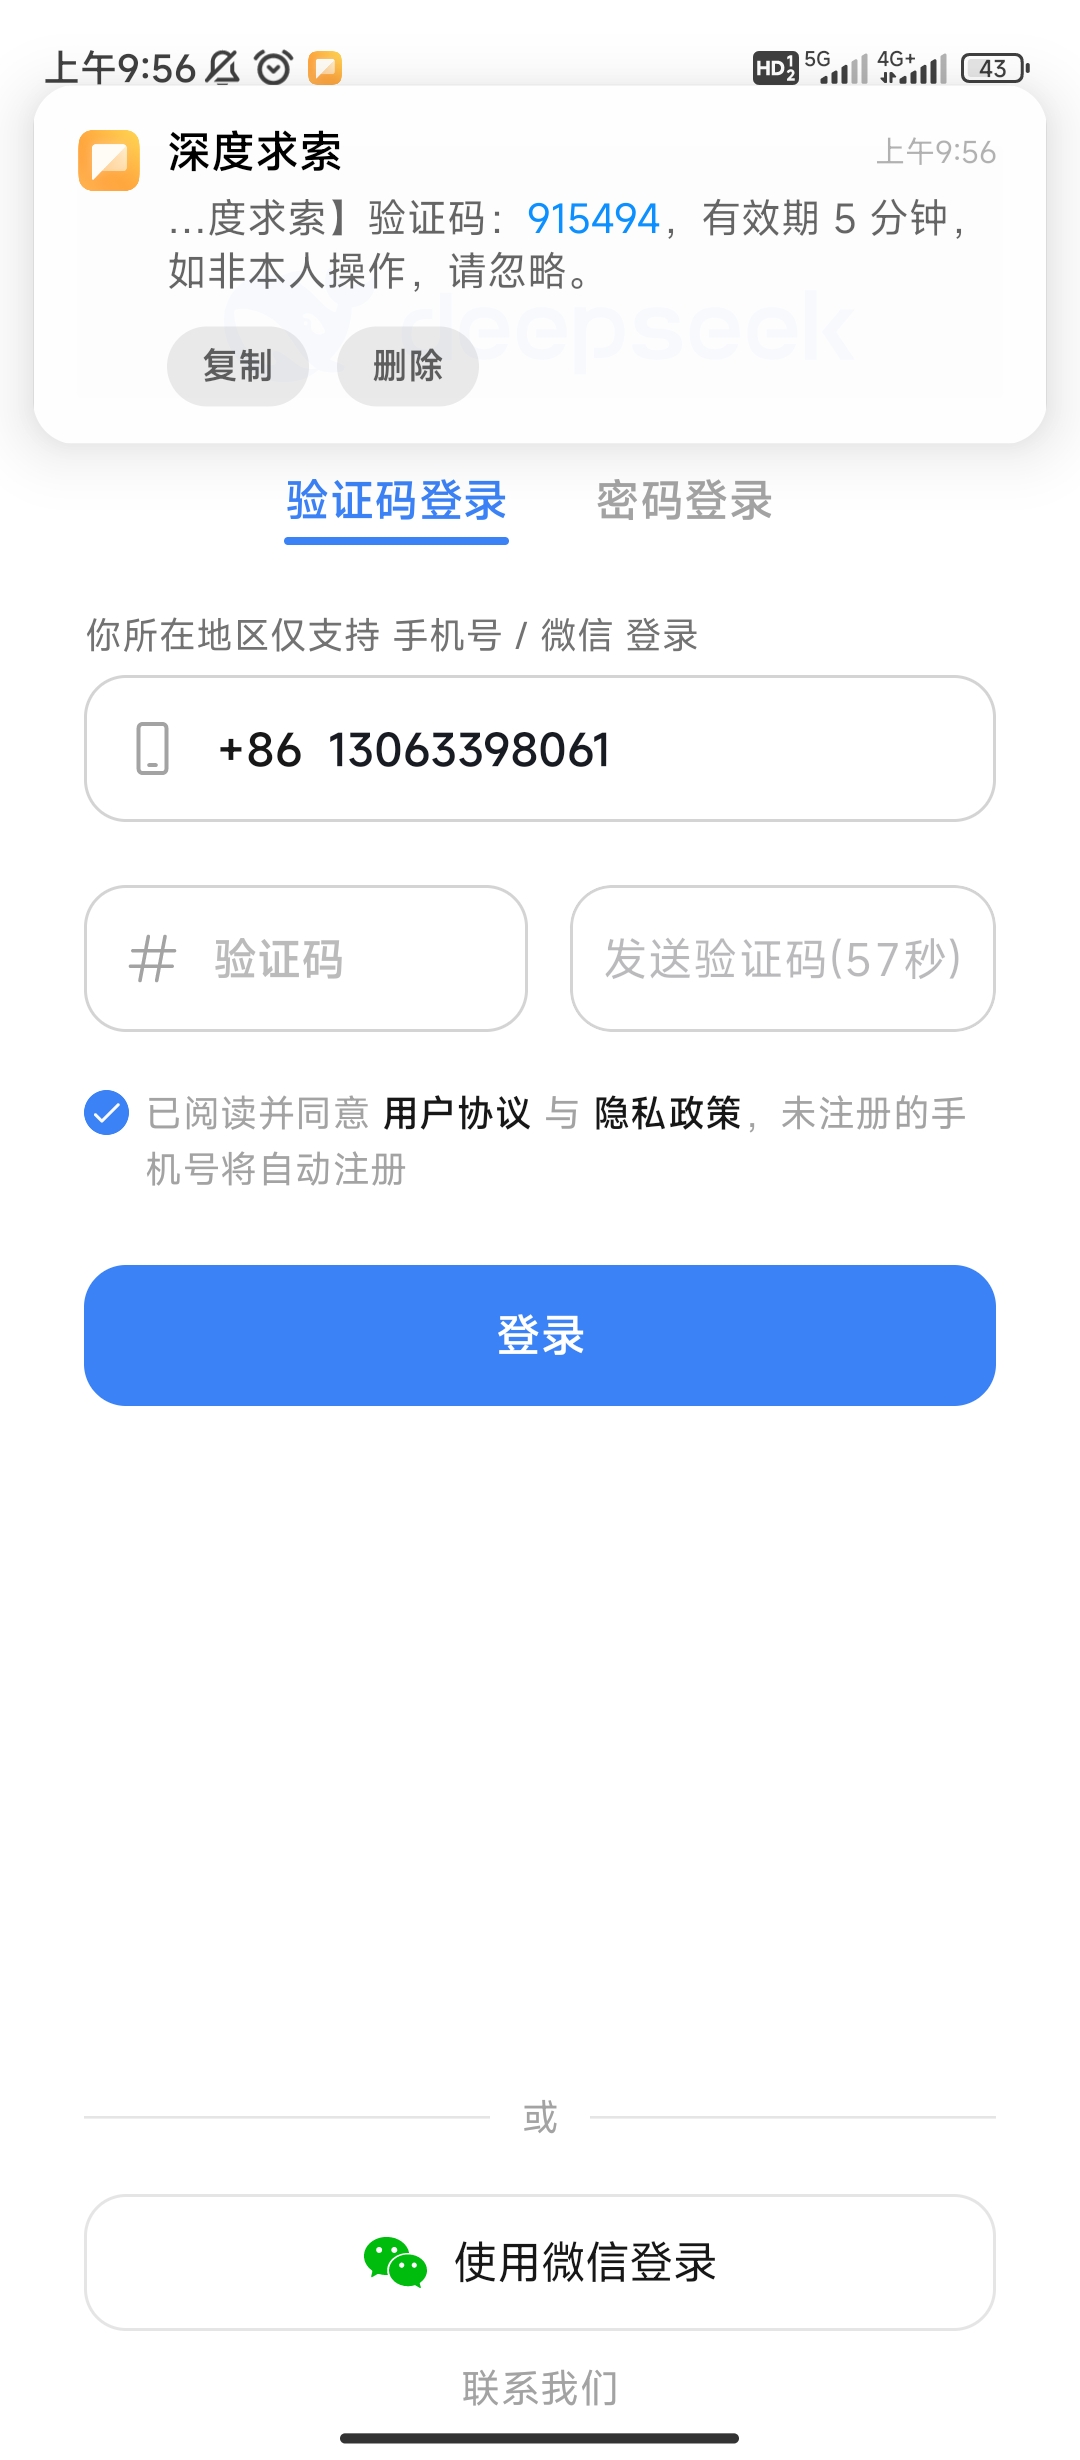 上午9:56 HD 1 2 5G 4G+ 43
深度求索 上午9:56
...度求索】验证码：915494，有效期 5 分钟，
如非本人操作，请忽略。
deepseek
复制 删除
验证码登录 密码登录
你所在地区仅支持 手机号 / 微信 登录
+86 13063398061
验证码 发送验证码(57秒)
已阅读并同意 用户协议 与 隐私政策，未注册的手
机号将自动注册
登录
或
使用微信登录
联系我们